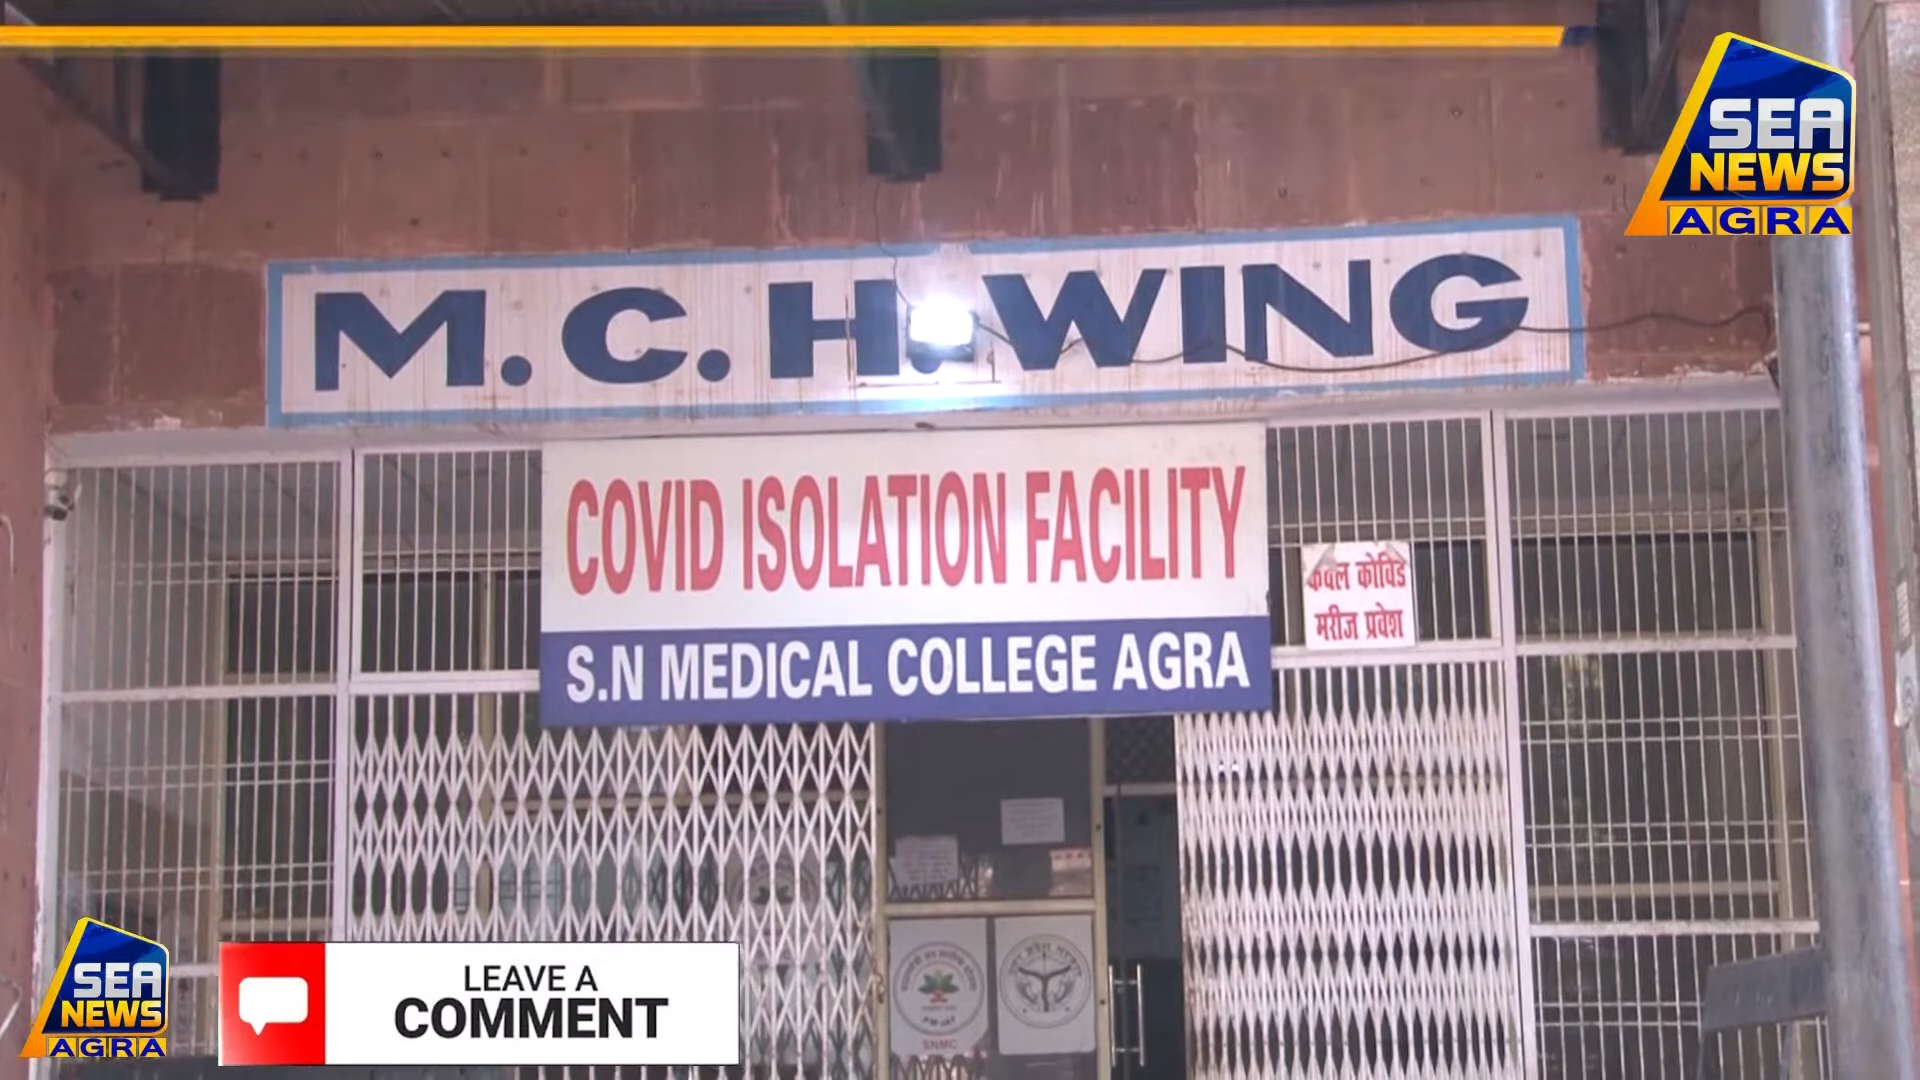 SEA
NEWS
AGRA
M.C.H. WING
COVID ISOLATION FACILITY
S.N MEDICAL COLLEGE AGRA
केवल कोविड
मरीज प्रवेश
PMJAY
SNMC
SEA
NEWS
AGRA
LEAVE A
COMMENT